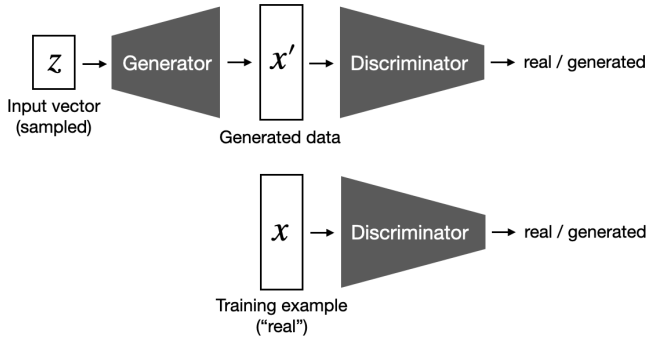 z
Generator
x′
Discriminator
real / generated
Input vector
(sampled)
Generated data
x
Discriminator
real / generated
Training example
(“real”)